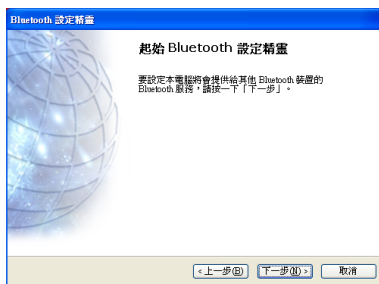 Bluetooth 設定精靈
起始 Bluetooth 設定精靈
要設定本電腦將會提供給其他 Bluetooth 裝置的
Bluetooth 服務，請按一下「下一步」。
<上一步(B) 下一步(N)> 取消